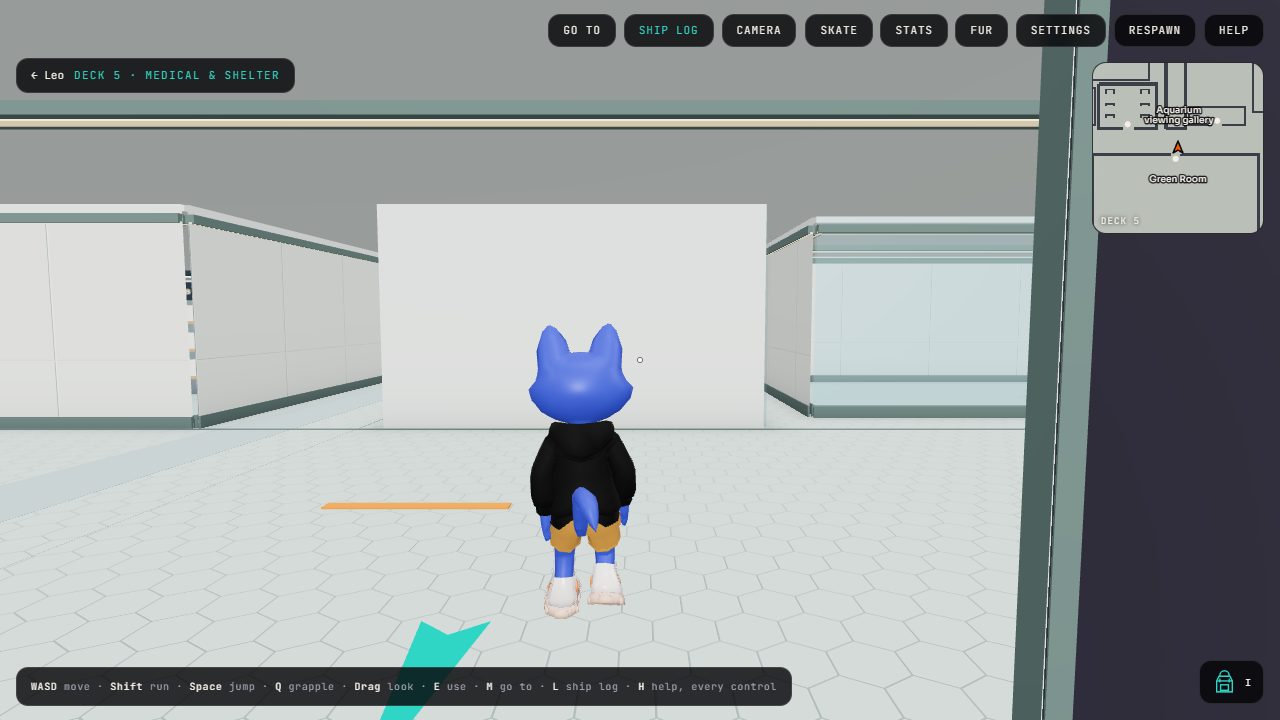 GO TO
SHIP LOG
CAMERA
SKATE
STATS
FUR
SETTINGS
RESPAWN
HELP
← Leo DECK 5 · MEDICAL & SHELTER
Aquarium
viewing gallery
Green Room
DECK 5
WASD move · Shift run · Space jump · Q grapple · Drag look · E use · M go to · L ship log · H help, every control
I